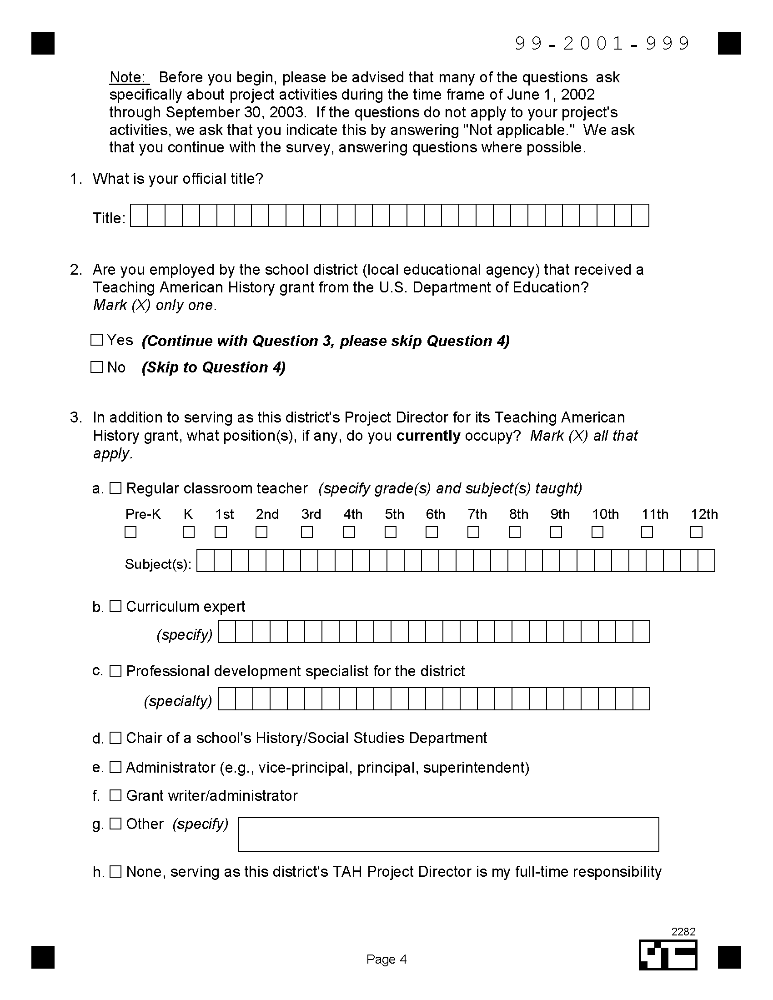 99-2001-999
Note:  Before you begin, please be advised that many of the questions  ask
specifically about project activities during the time frame of June 1, 2002
through September 30, 2003.  If the questions do not apply to your project's
activities, we ask that you indicate this by answering "Not applicable."  We ask
that you continue with the survey, answering questions where possible.
1.  What is your official title?
Title:
2.  Are you employed by the school district (local educational agency) that received a
Teaching American History grant from the U.S. Department of Education?
Mark (X) only one.
Yes  (Continue with Question 3, please skip Question 4)
No  (Skip to Question 4)
3.  In addition to serving as this district's Project Director for its Teaching American
History grant, what position(s), if any, do you currently occupy?  Mark (X) all that
apply.
a. Regular classroom teacher  (specify grade(s) and subject(s) taught)
Pre-K K 1st 2nd 3rd 4th 5th 6th 7th 8th 9th 10th 11th 12th
Subject(s):
b. Curriculum expert
(specify)
c. Professional development specialist for the district
(specialty)
d. Chair of a school's History/Social Studies Department
e. Administrator (e.g., vice-principal, principal, superintendent)
f. Grant writer/administrator
g. Other  (specify)
h. None, serving as this district's TAH Project Director is my full-time responsibility
2282
Page 4